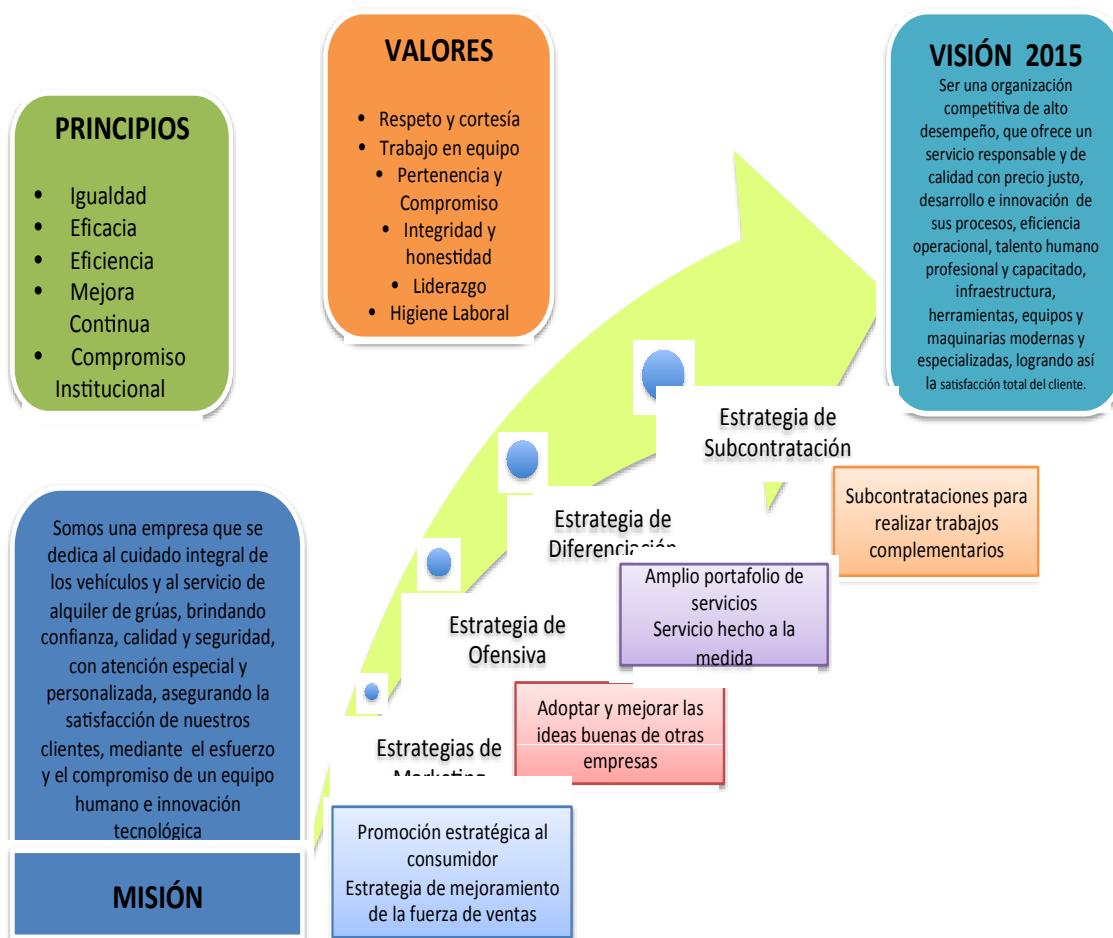 PRINCIPIOS
• Igualdad
• Eficacia
• Eficiencia
• Mejora
Continua
• Compromiso
Institucional
VALORES
• Respeto y cortesía
• Trabajo en equipo
• Pertenencia y
Compromiso
• Integridad y
honestidad
• Liderazgo
• Higiene Laboral
VISIÓN 2015
Ser una organización
competitiva de alto
desempeño, que ofrece un
servicio responsable y de
calidad con precio justo,
desarrollo e innovación de
sus procesos, eficiencia
operacional, talento humano
profesional y capacitado,
infraestructura,
herramientas, equipos y
maquinarias modernas y
especializadas, logrando así
la satisfacción total del cliente.
Somos una empresa que se
dedica al cuidado integral de
los vehículos y al servicio de
alquiler de grúas, brindando
confianza, calidad y seguridad,
con atención especial y
personalizada, asegurando la
satisfacción de nuestros
clientes, mediante el esfuerzo
y el compromiso de un equipo
humano e innovación
tecnológica
MISIÓN
Estrategias de
Marketing
Promoción estratégica al
consumidor
Estrategia de mejoramiento
de la fuerza de ventas
Estrategia de
Ofensiva
Adoptar y mejorar las
ideas buenas de otras
empresas
Estrategia de
Diferenciación
Amplio portafolio de
servicios
Servicio hecho a la
medida
Estrategia de
Subcontratación
Subcontrataciones para
realizar trabajos
complementarios